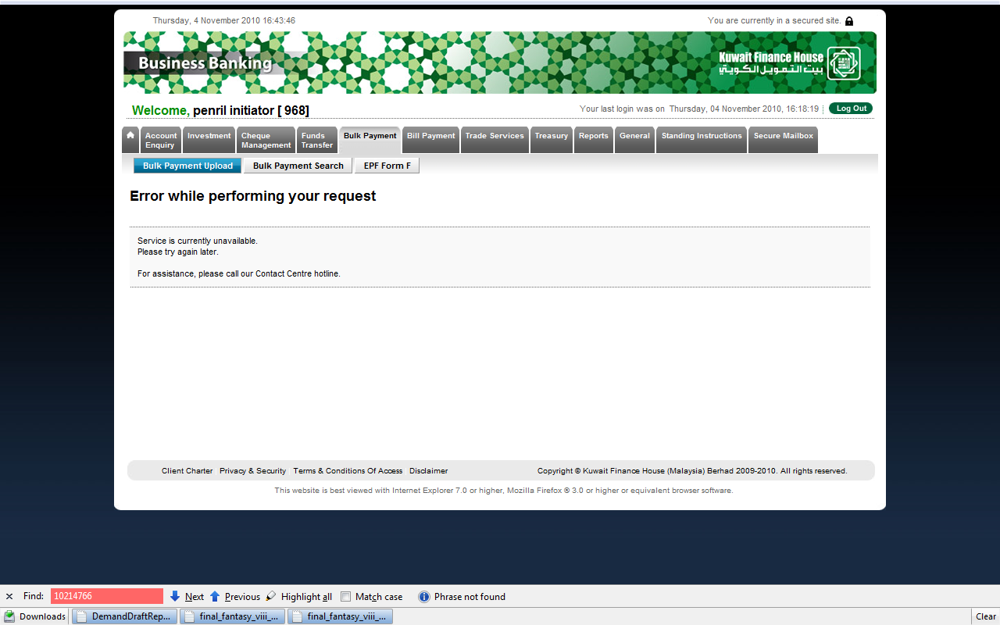 Thursday, 4 November 2010 16:43:46
You are currently in a secured site.
Business Banking
Kuwait Finance House
بيت التمويل الكويتي
Welcome, penril initiator [ 968]
Your last login was on Thursday, 04 November 2010, 16:18:19
Log Out
Account Enquiry
Investment
Cheque Management
Funds Transfer
Bulk Payment
Bill Payment
Trade Services
Treasury
Reports
General
Standing Instructions
Secure Mailbox
Bulk Payment Upload
Bulk Payment Search
EPF Form F
Error while performing your request
Service is currently unavailable.
Please try again later.
For assistance, please call our Contact Centre hotline.
Client Charter | Privacy & Security | Terms & Conditions Of Access | Disclaimer
Copyright © Kuwait Finance House (Malaysia) Berhad 2009-2010. All rights reserved.
This website is best viewed with Internet Explorer 7.0 or higher, Mozilla Firefox ® 3.0 or higher or equivalent browser software.
Find: 10214766 Next Previous Highlight all Match case Phrase not found
Downloads DemandDraftRep... final_fantasy_viii_... final_fantasy_viii_... Clear